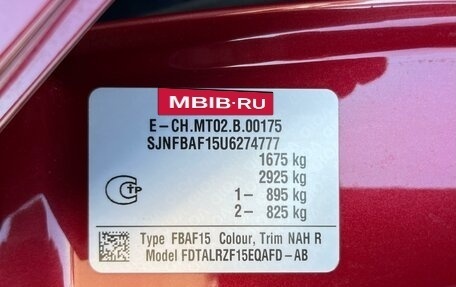 MBIB·RU
E-CH.MT02.B.00175
SJNFBAF15U6274777
1675 kg
2925 kg
1- 895 kg
2- 825 kg
Type FBAF15 Colour, Trim NAH R
Model FDTALRZF15EQAFD-AB